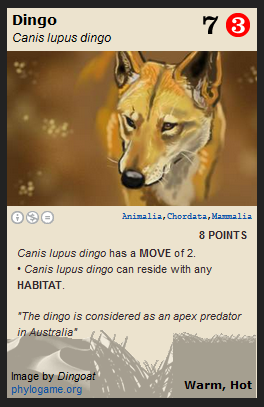 Dingo 7 3
Canis lupus dingo
Animalia,Chordata,Mammalia
8 POINTS
Canis lupus dingo has a MOVE of 2.
• Canis lupus dingo can reside with any
HABITAT.
"The dingo is considered as an apex predator
in Australia"
Image by Dingoat
phylogame.org
Warm, Hot